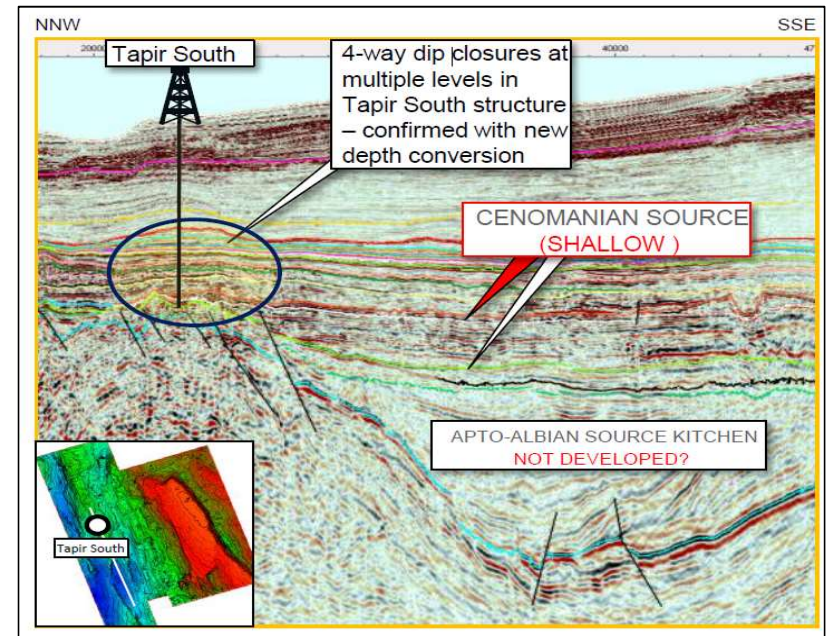 NNW
SSE
20000
40000
47
Tapir South
4-way dip closures at
multiple levels in
Tapir South structure
– confirmed with new
depth conversion
CENOMANIAN SOURCE
(SHALLOW )
APTO-ALBIAN SOURCE KITCHEN
NOT DEVELOPED?
Tapir South